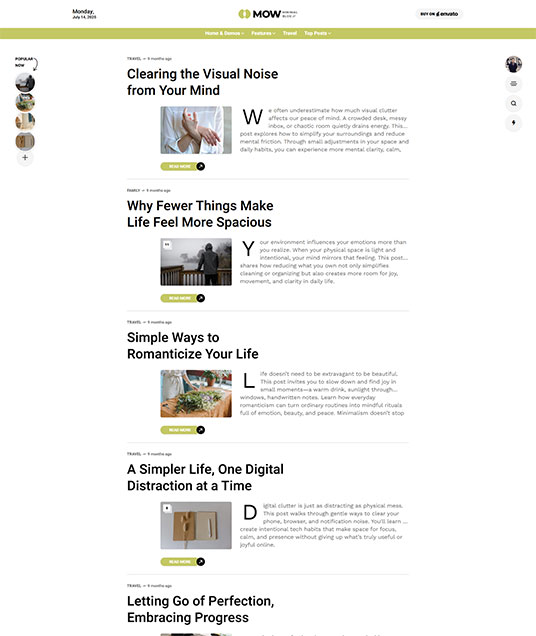 Monday,
July 14, 2025
MOW
BUY ON envato
Home & Demos
Features
Travel
Top Posts
POPULAR
NOW
TRAVEL — 9 months ago
Clearing the Visual Noise
from Your Mind
We often underestimate how much visual clutter
affects our peace of mind. A crowded desk, messy
inbox, or chaotic room quietly drains energy. This...
post explores how to simplify your surroundings and reduce
mental friction. Through small adjustments in your space and
daily habits, you can experience more mental clarity, calm,
READ MORE
FAMILY — 9 months ago
Why Fewer Things Make
Life Feel More Spacious
Your environment influences your emotions more than
you realize. When your physical space is light and
intentional, your mind mirrors that feeling. This post...
shares how reducing what you own not only simplifies
cleaning or organizing but also creates more room for joy,
movement, and clarity in daily life.
READ MORE
TRAVEL — 9 months ago
Simple Ways to
Romanticize Your Life
Life doesn't need to be extravagant to be beautiful.
This post invites you to slow down and find joy in
small moments—a warm drink, sunlight through...
windows, handwritten notes. Learn how everyday
romanticism can turn ordinary routines into mindful rituals
full of emotion, beauty, and peace. Minimalism doesn't stop
READ MORE
TRAVEL — 9 months ago
A Simpler Life, One Digital
Distraction at a Time
Digital clutter is just as distracting as physical mess.
This post walks through gentle ways to clear your
phone, browser, and notification noise. You'll learn ...
create intentional tech habits that make space for focus,
calm, and presence without giving up what's truly useful or
joyful online.
READ MORE
TRAVEL — 9 months ago
Letting Go of Perfection,
Embracing Progress